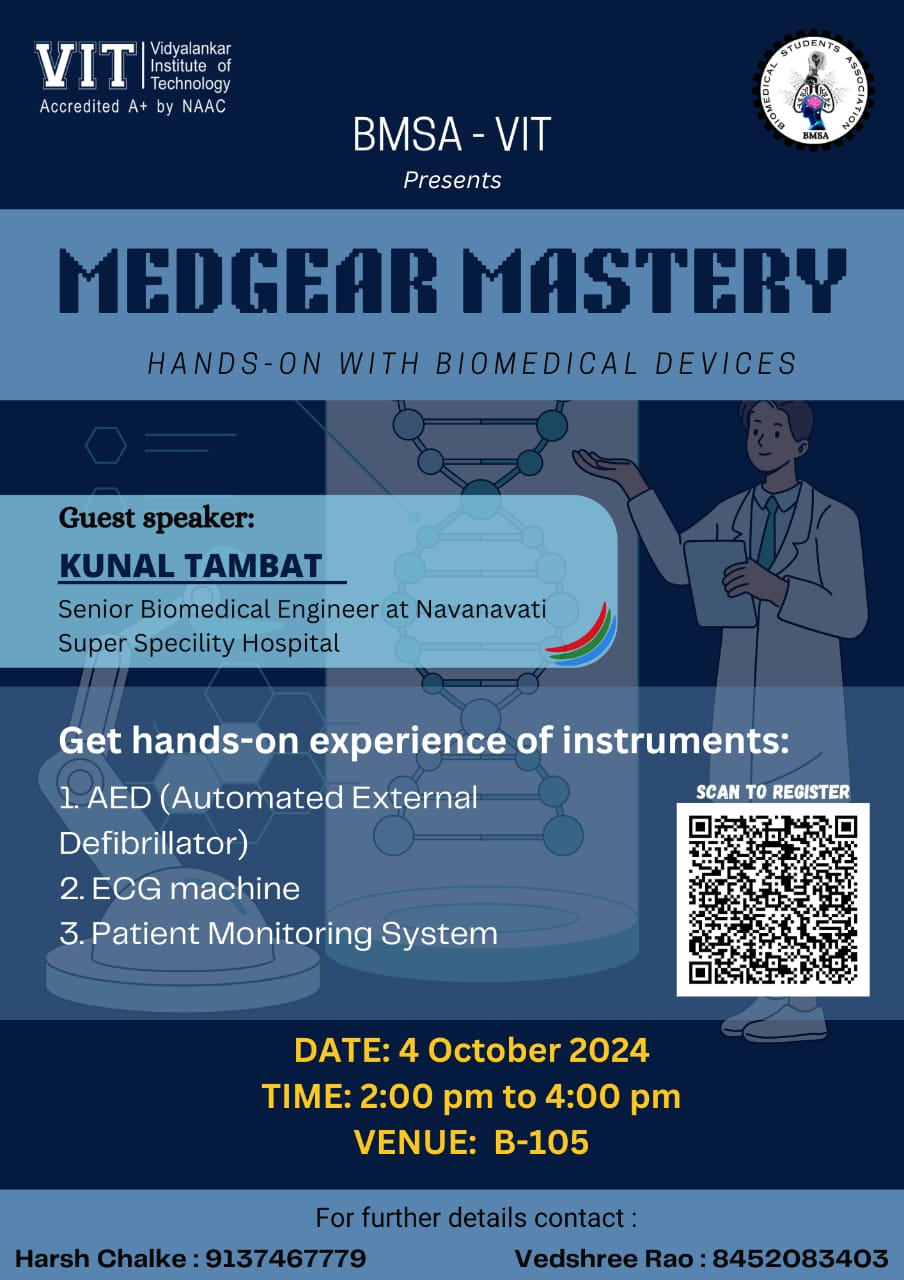 VIT
Vidyalankar
Institute of
Technology
Accredited A+ by NAAC
BIOMEDICAL STUDENTS ASSOCIATION
BMSA
BMSA - VIT
Presents
MEDGEAR MASTERY
HANDS-ON WITH BIOMEDICAL DEVICES
Guest speaker:
KUNAL TAMBAT
Senior Biomedical Engineer at Navanavati
Super Specility Hospital
Get hands-on experience of instruments:
1. AED (Automated External
Defibrillator)
2. ECG machine
3. Patient Monitoring System
SCAN TO REGISTER
DATE: 4 October 2024
TIME: 2:00 pm to 4:00 pm
VENUE: B-105
For further details contact :
Harsh Chalke : 9137467779
Vedshree Rao : 8452083403